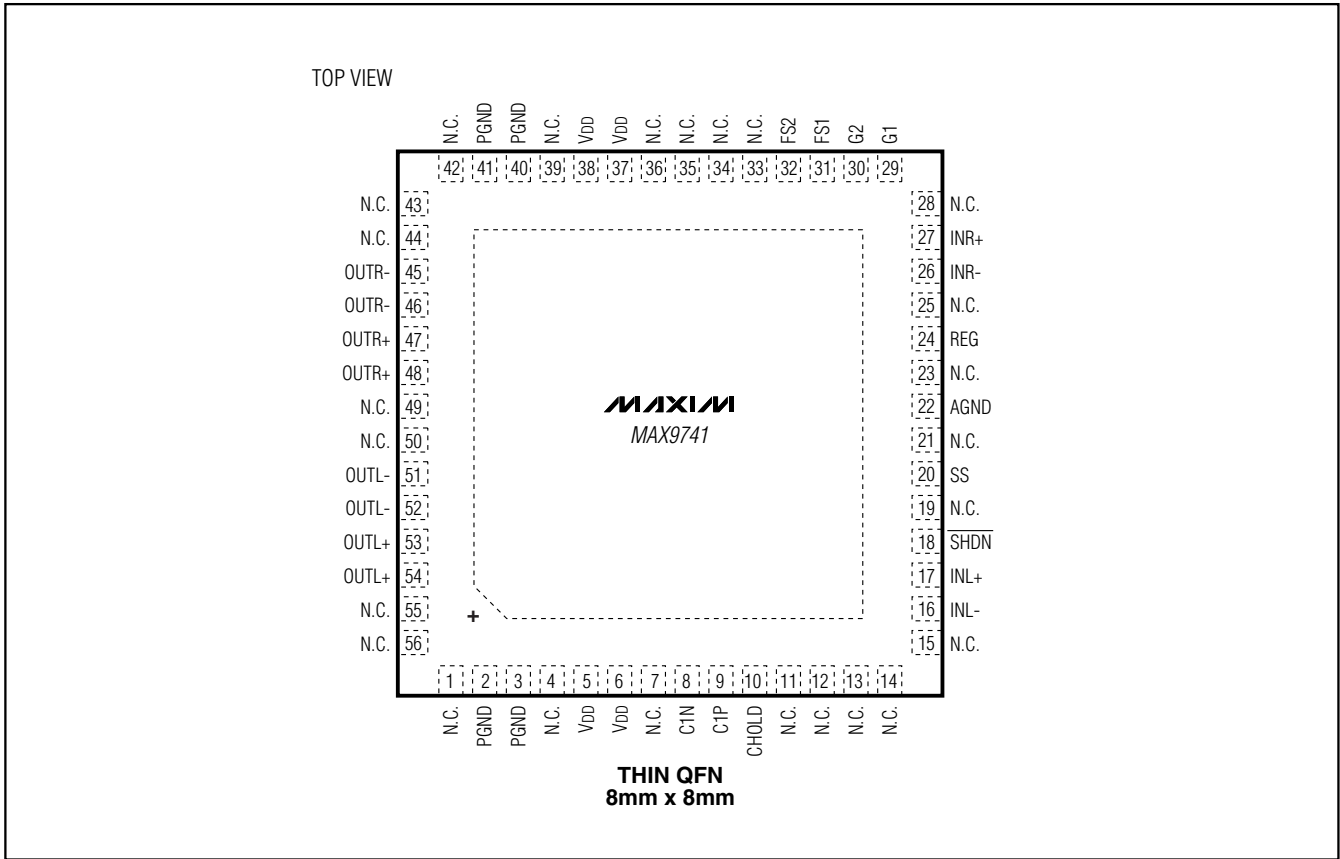 TOP VIEW
N.C. PGND PGND N.C. VDD VDD N.C. N.C. N.C. N.C. FS2 FS1 G2 G1
42 41 40 39 38 37 36 35 34 33 32 31 30 29
N.C. 43 28 N.C.
N.C. 44 27 INR+
OUTR- 45 26 INR-
OUTR- 46 25 N.C.
OUTR+ 47 24 REG
OUTR+ 48 23 N.C.
N.C. 49 MAXIM 22 AGND
MAX9741
N.C. 50 21 N.C.
OUTL- 51 20 SS
OUTL- 52 19 N.C.
OUTL+ 53 18 SHDN
OUTL+ 54 17 INL+
N.C. 55 + 16 INL-
N.C. 56 15 N.C.
1 2 3 4 5 6 7 8 9 10 11 12 13 14
N.C. PGND PGND N.C. VDD VDD N.C. C1N C1P CHOLD N.C. N.C. N.C. N.C.
THIN QFN
8mm x 8mm